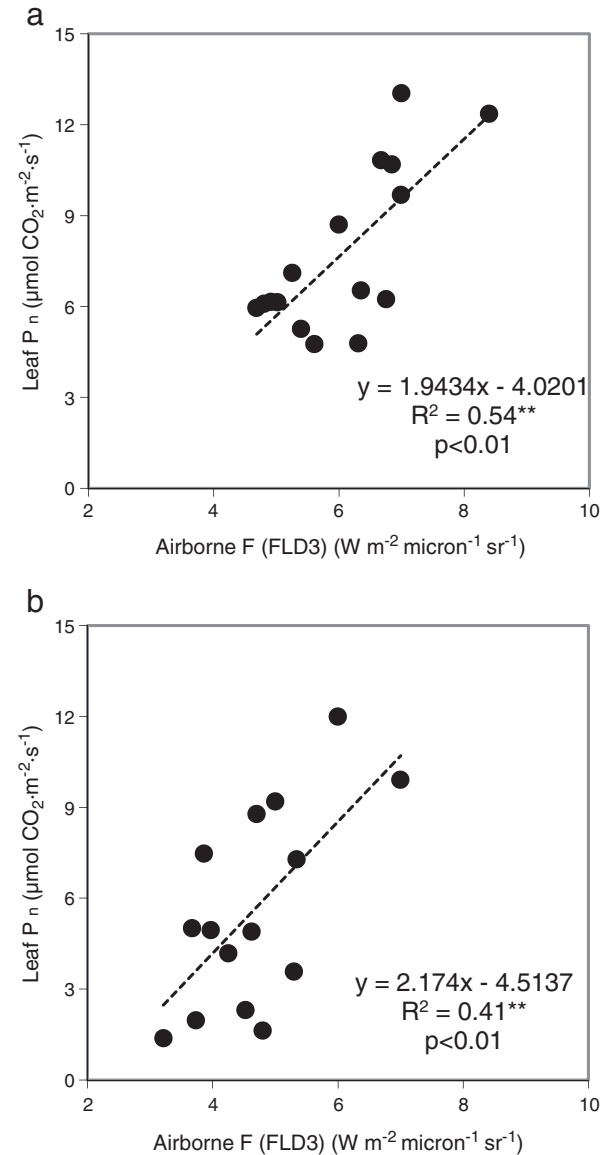 a
15
12
9
6
3
0
Leaf P n (µmol CO₂·m⁻²·s⁻¹)
y = 1.9434x - 4.0201
R² = 0.54**
p<0.01
2 4 6 8 10
Airborne F (FLD3) (W m⁻² micron⁻¹ sr⁻¹)
b
15
12
9
6
3
0
Leaf P n (µmol CO₂·m⁻²·s⁻¹)
y = 2.174x - 4.5137
R² = 0.41**
p<0.01
2 4 6 8 10
Airborne F (FLD3) (W m⁻² micron⁻¹ sr⁻¹)